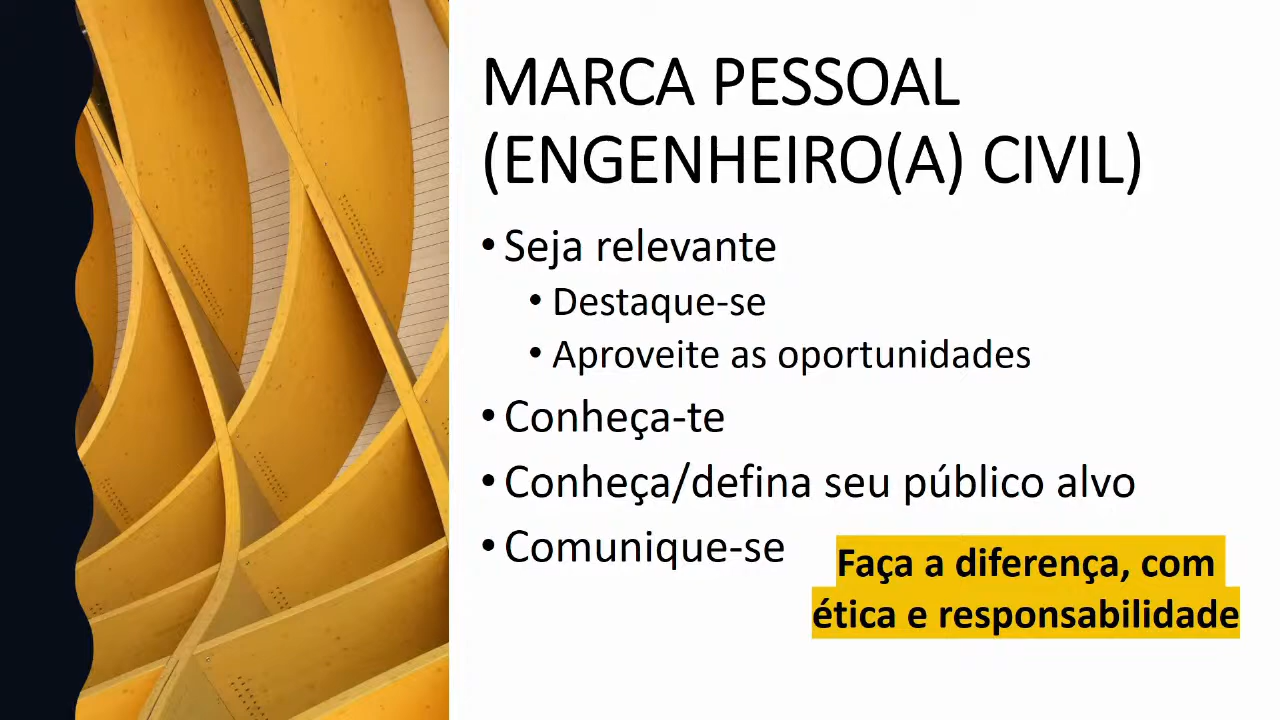 MARCA PESSOAL
(ENGENHEIRO(A) CIVIL)
• Seja relevante
• Destaque-se
• Aproveite as oportunidades
• Conheça-te
• Conheça/defina seu público alvo
• Comunique-se
Faça a diferença, com
ética e responsabilidade